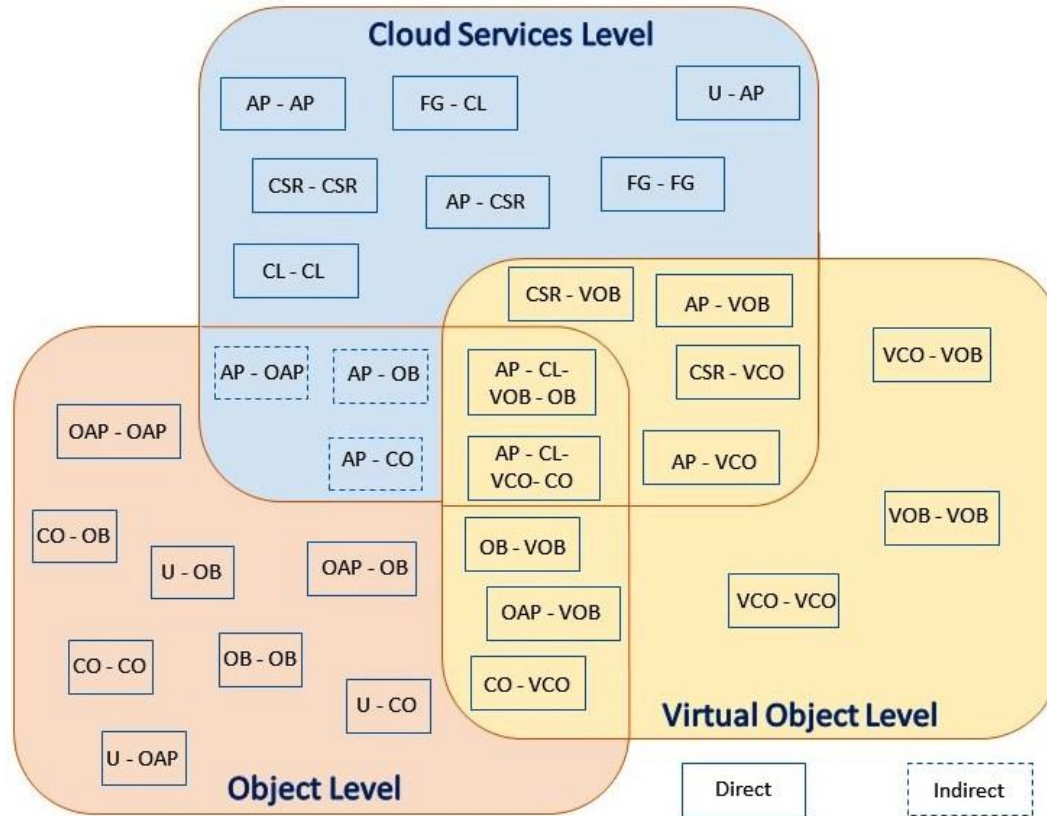 Cloud Services Level
AP - AP
FG - CL
U - AP
CSR - CSR
AP - CSR
FG - FG
CL - CL
CSR - VOB
AP - VOB
VCO - VOB
AP - OAP
AP - OB
AP - CL-
VOB - OB
CSR - VCO
OAP - OAP
AP - CO
AP - CL-
VCO- CO
AP - VCO
CO - OB
U - OB
OAP - OB
OB - VOB
VOB - VOB
OAP - VOB
VCO - VCO
CO - CO
OB - OB
U - CO
CO - VCO
Virtual Object Level
U - OAP
Object Level
Direct
Indirect